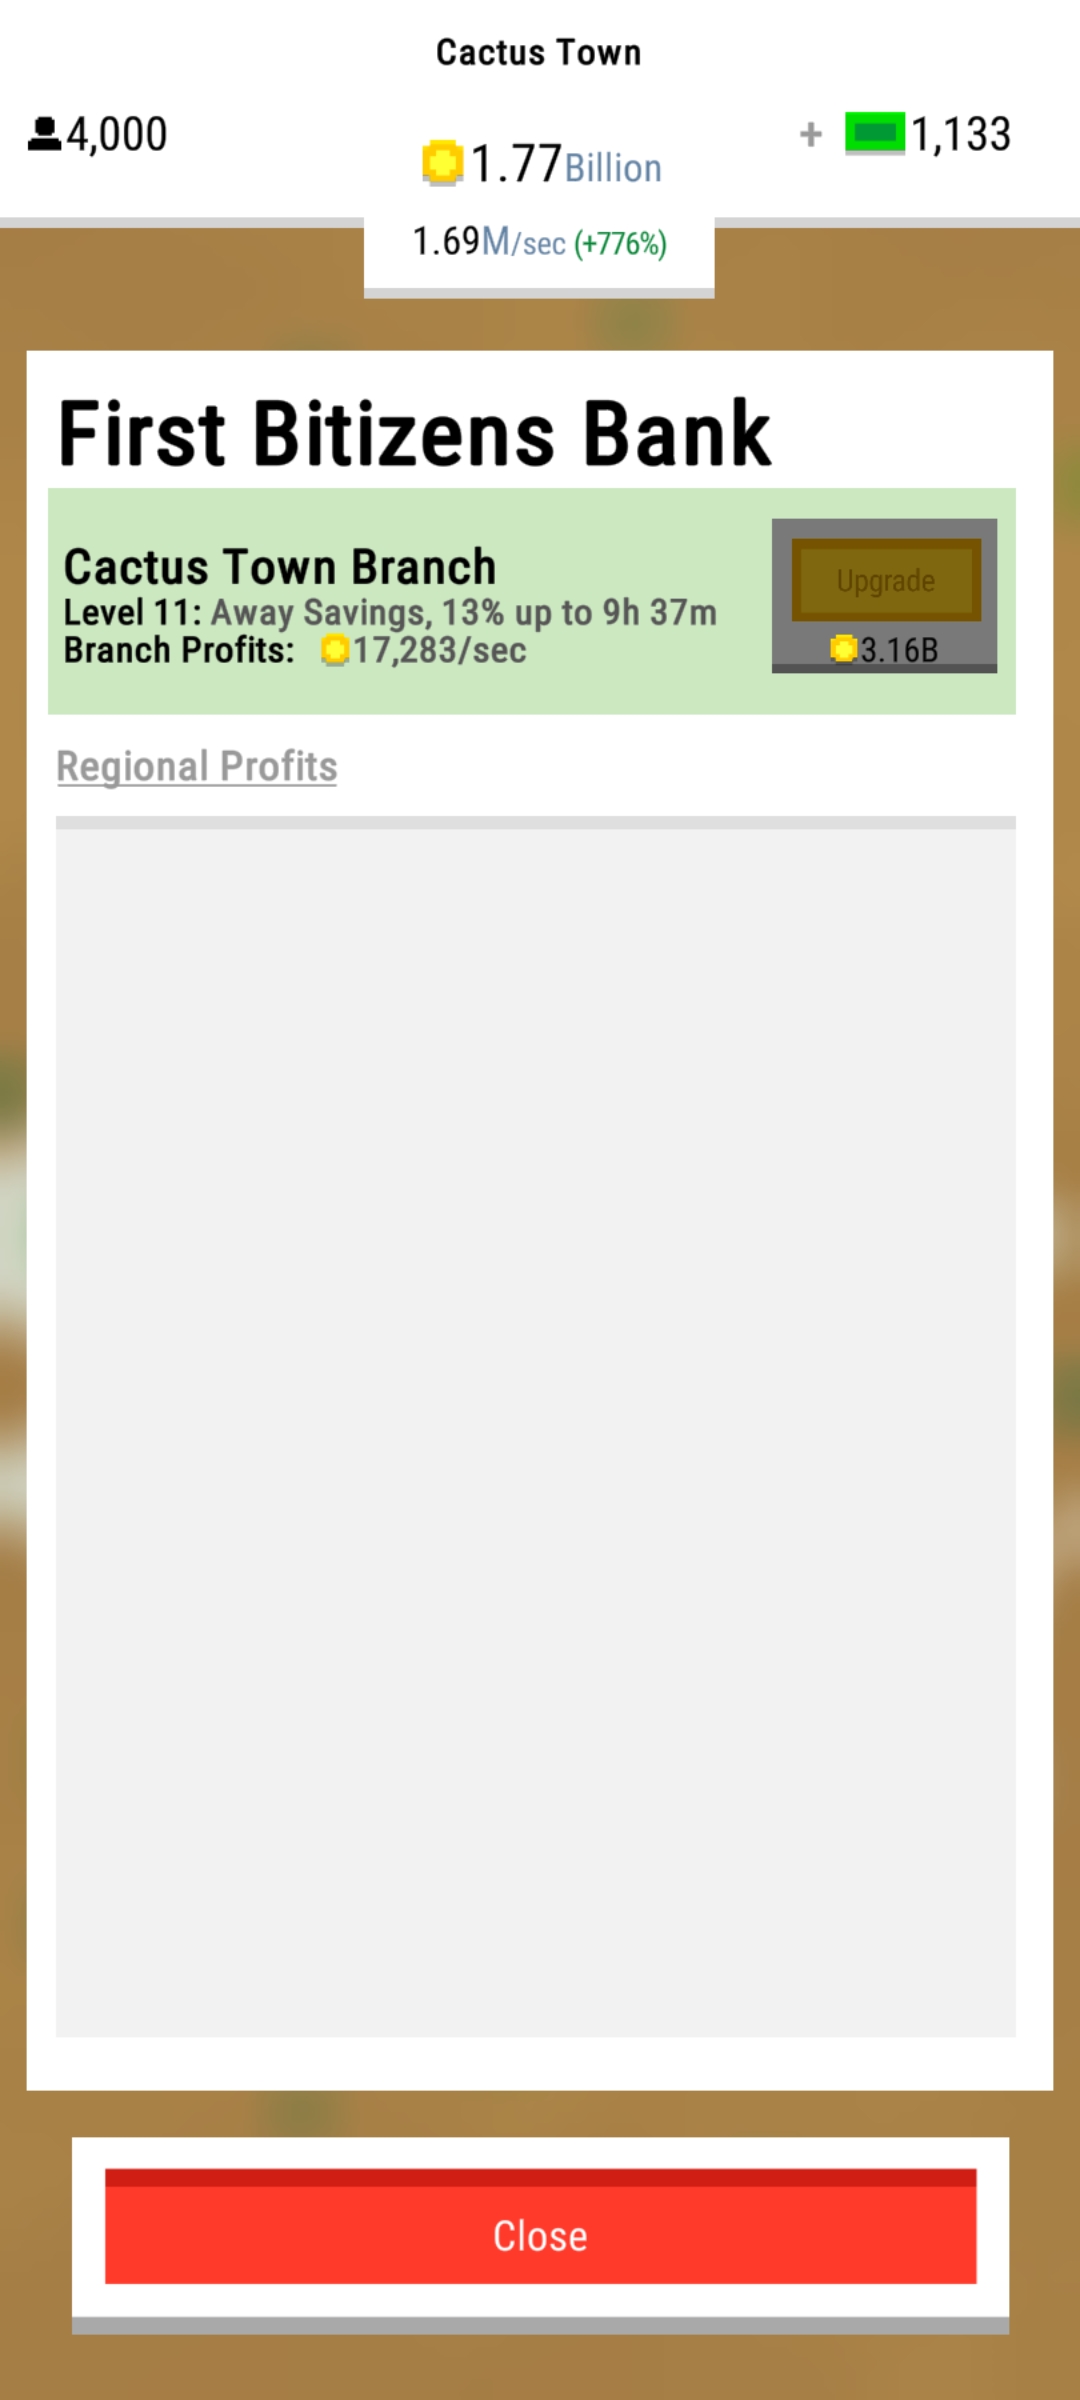 Cactus Town
4,000
1.77Billion
+ 1,133
1.69M/sec (+776%)
First Bitizens Bank
Cactus Town Branch
Level 11: Away Savings, 13% up to 9h 37m
Branch Profits: 17,283/sec
Upgrade
3.16B
Regional Profits
Close